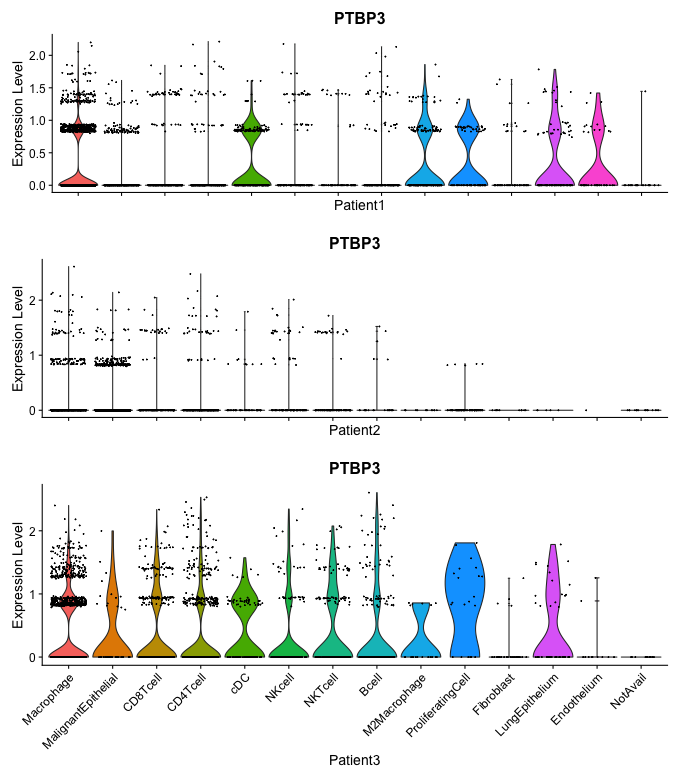 PTBP3
Expression Level
2.0
1.5
1.0
0.5
0.0
Patient1
PTBP3
Expression Level
2
1
0
Patient2
PTBP3
Expression Level
2
1
0
Macrophage
MalignantEpithelial
CD8Tcell
CD4Tcell
cDC
NKcell
NKTcell
Bcell
M2Macrophage
ProliferatingCell
Fibroblast
LungEpithelium
Endothelium
NotAvail
Patient3